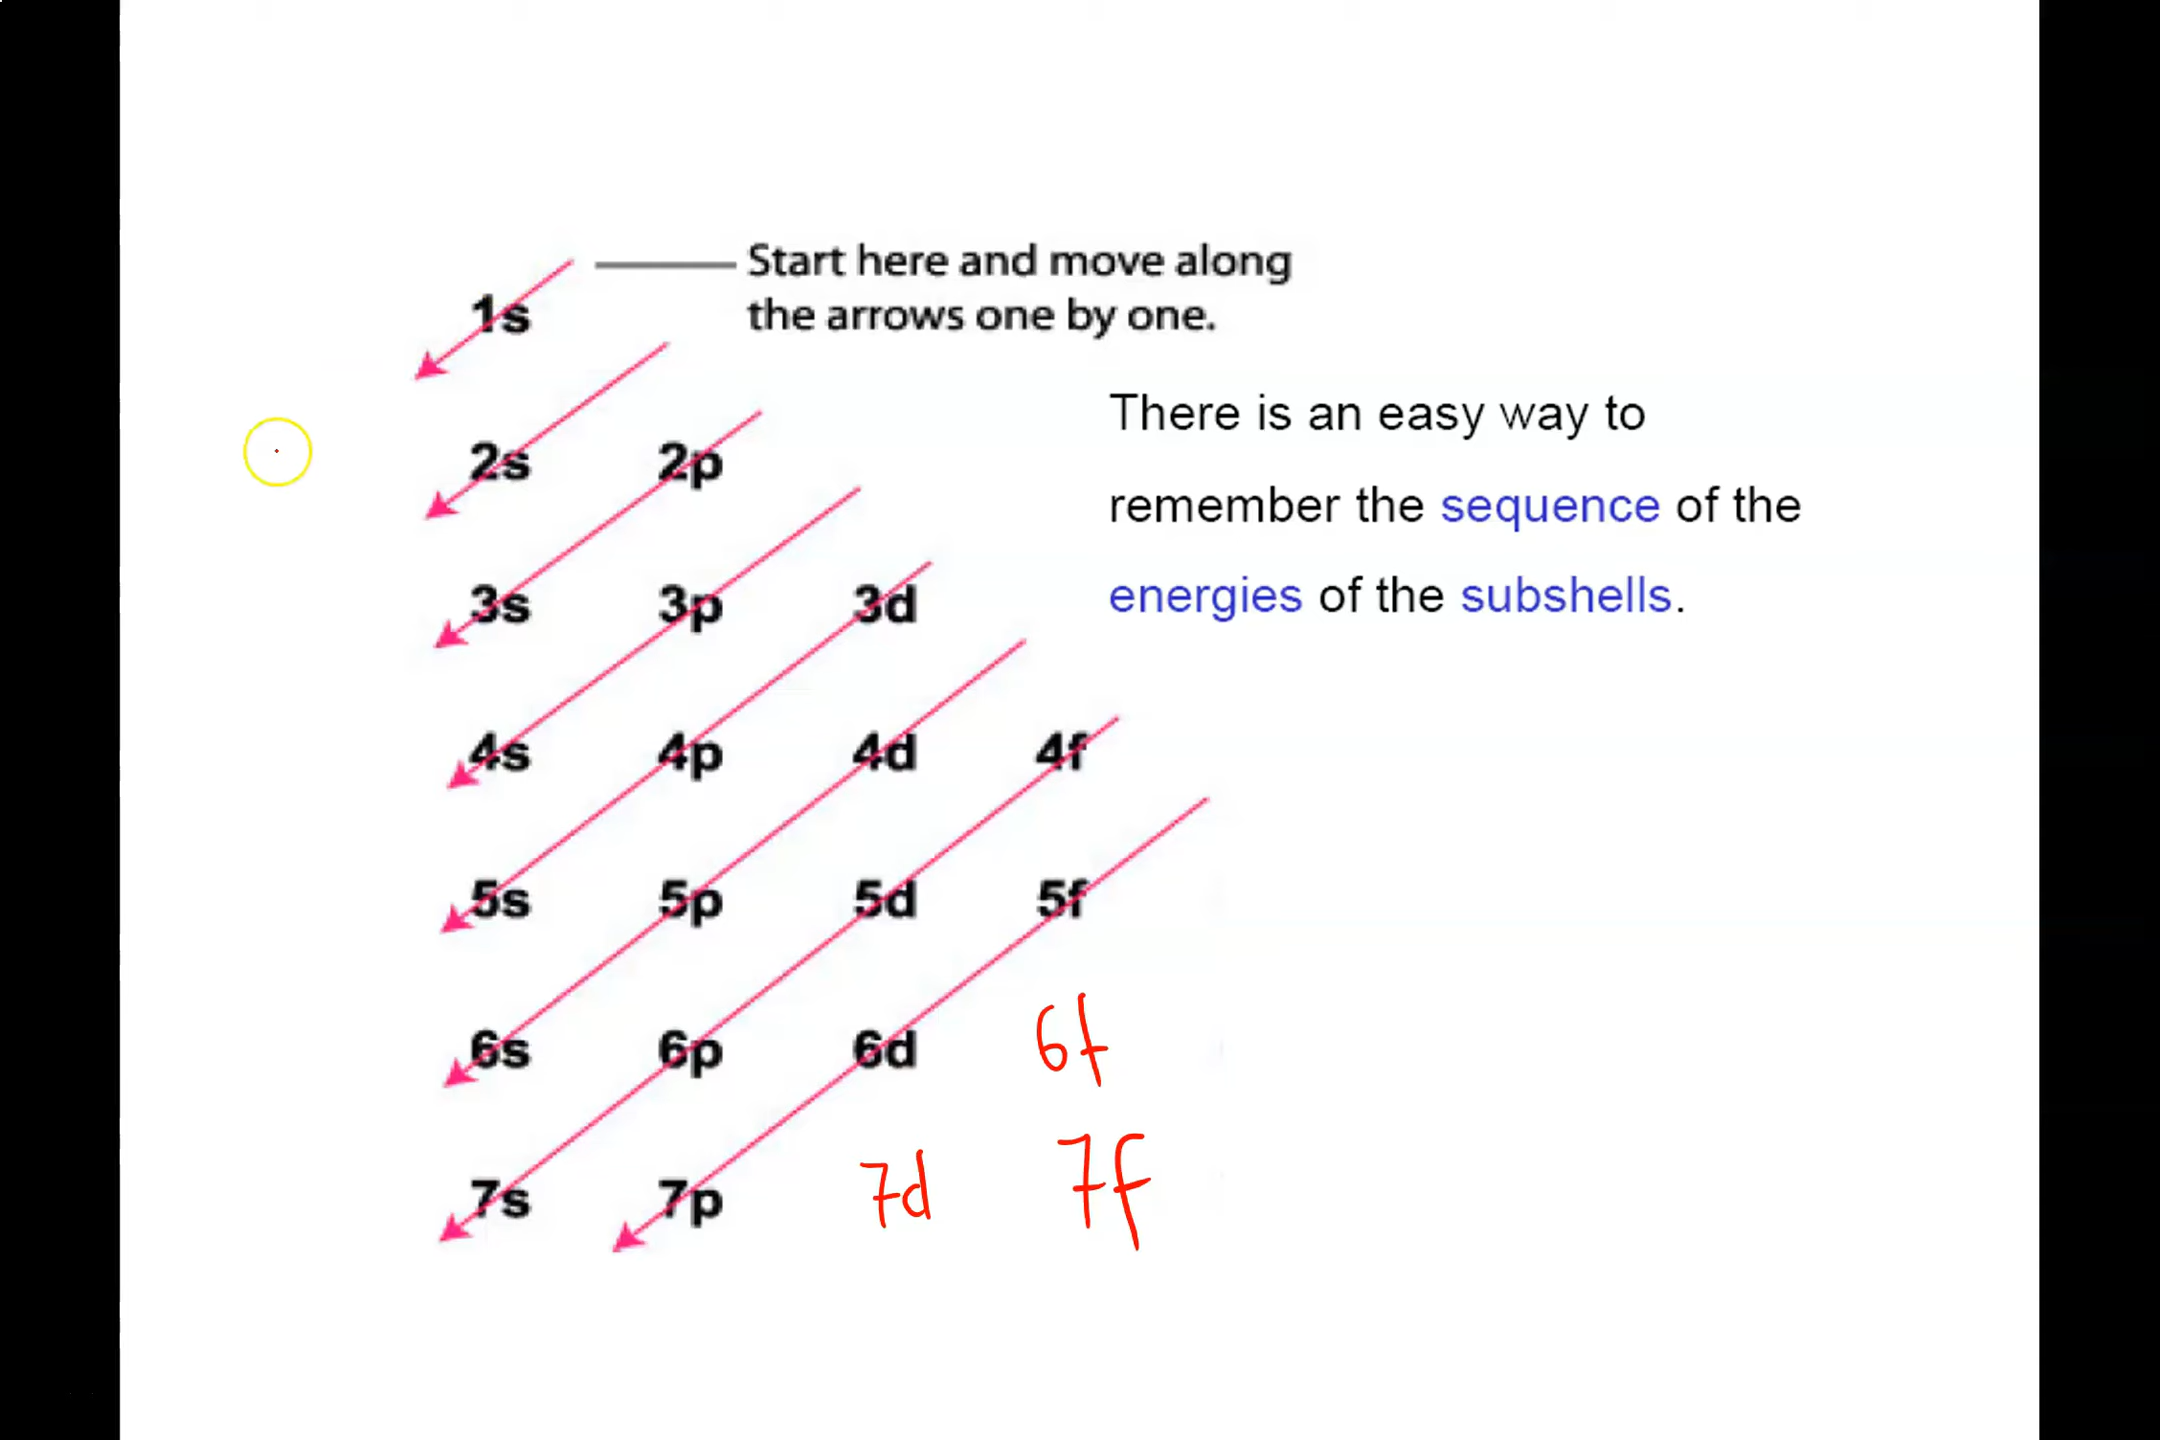 Start here and move along
the arrows one by one.
1s
There is an easy way to
2s 2p
remember the sequence of the
3s 3p 3d
energies of the subshells.
4s 4p 4d 4f
5s 5p 5d 5f
6s 6p 6d 6f
7s 7p 7d 7f